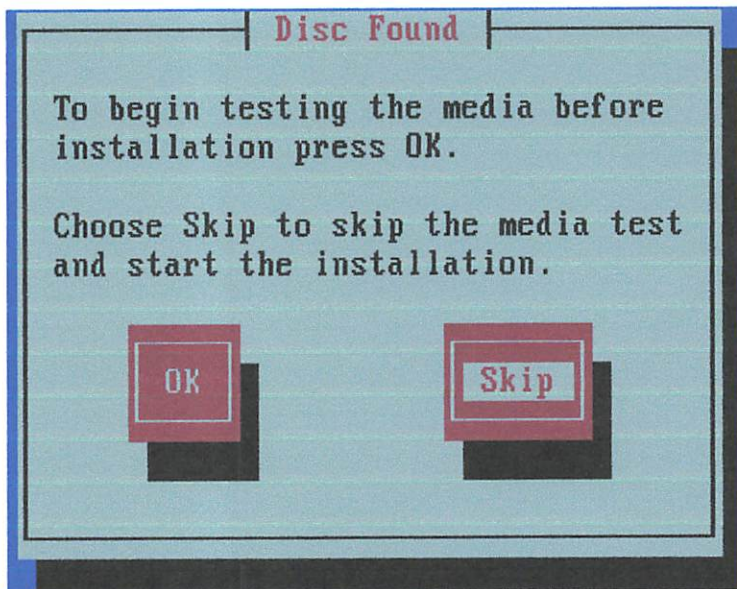 Disc Found
To begin testing the media before
installation press OK.
Choose Skip to skip the media test
and start the installation.
OK
Skip